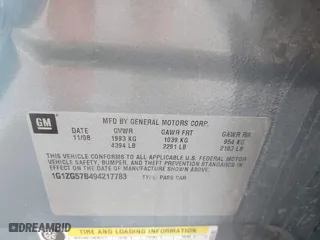 GM
MFD BY GENERAL MOTORS CORP.
DATE GVWR GAWR FRT GAWR RR
11/08 1993 KG 1039 KG 954 KG
4394 LB 2291 LB 2103 LB
THIS VEHICLE CONFORMS TO ALL APPLICABLE U.S. FEDERAL MOTOR
VEHICLE SAFETY, BUMPER, AND THEFT PREVENTION STANDARDS IN
EFFECT ON THE DATE OF MANUFACTURE SHOWN ABOVE.
1G1ZG57B494217783 TYPE: PASS CAR
TIRE AND LOADING INFORMATION
AUTOBIDMASTER